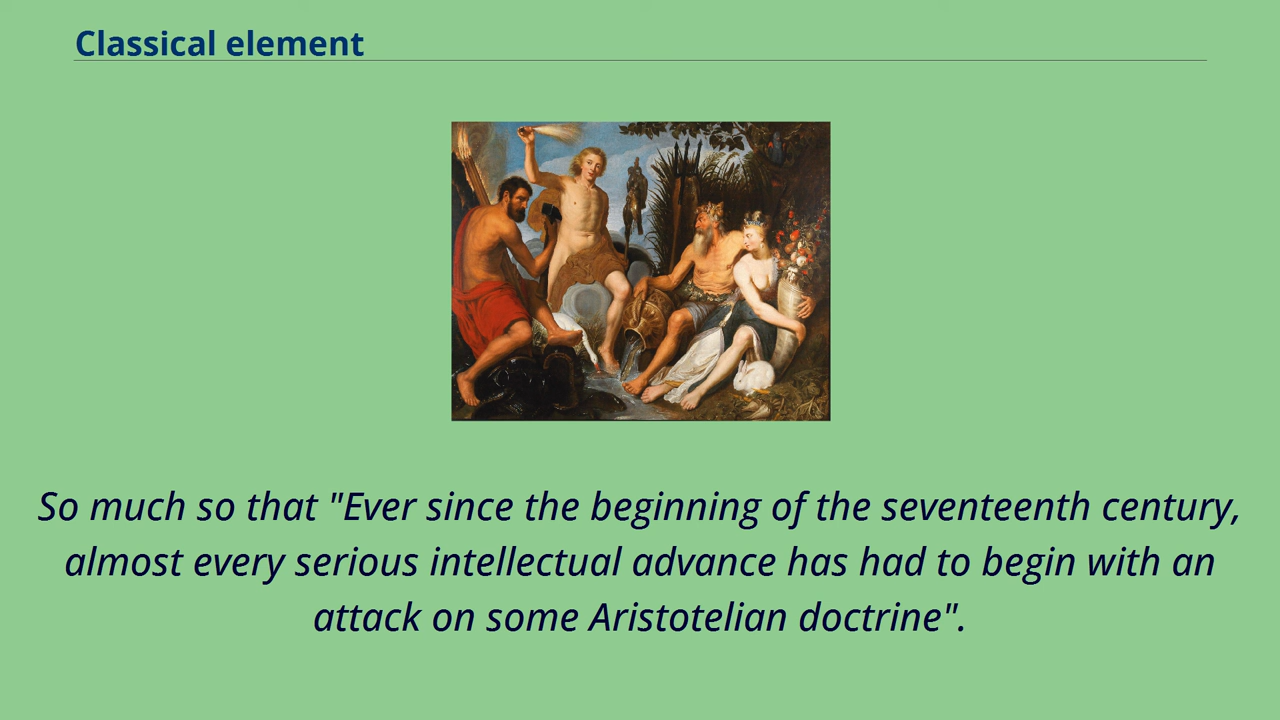 Classical element
So much so that "Ever since the beginning of the seventeenth century,
almost every serious intellectual advance has had to begin with an
attack on some Aristotelian doctrine".